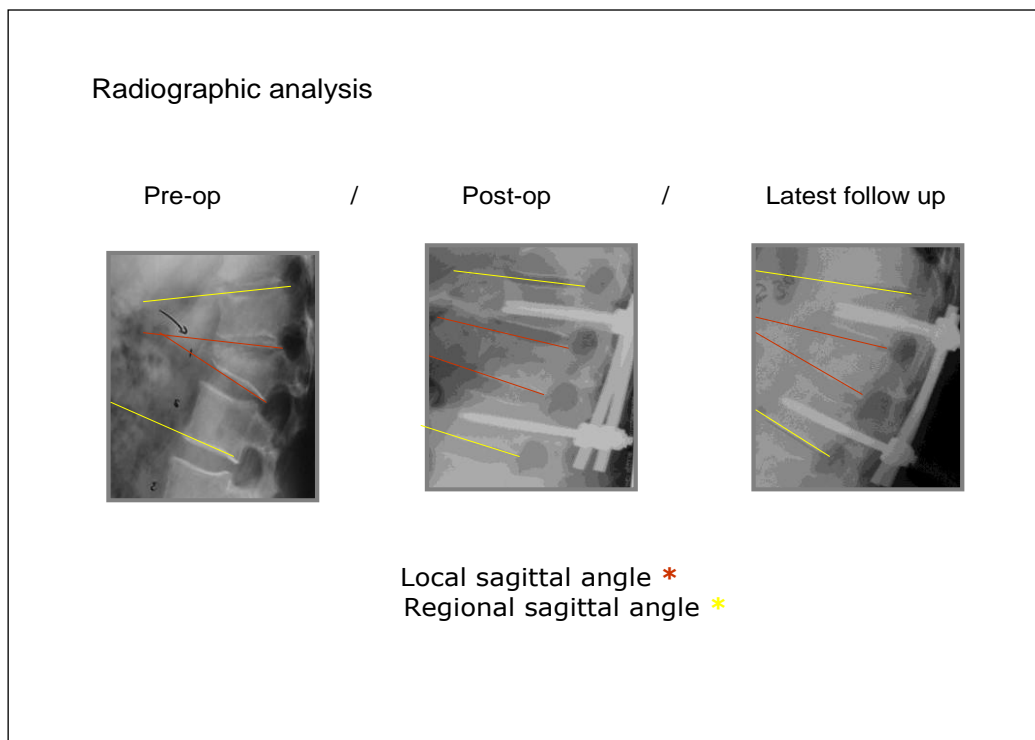 Radiographic analysis
Pre-op / Post-op / Latest follow up
Local sagittal angle *
Regional sagittal angle *